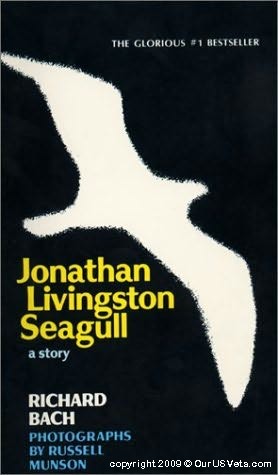 THE GLORIOUS #1 BESTSELLER
Jonathan
Livingston
Seagull
a story
RICHARD
BACH
PHOTOGRAPHS
BY RUSSELL
MUNSON
copyright 2009 © OurUSVets.com